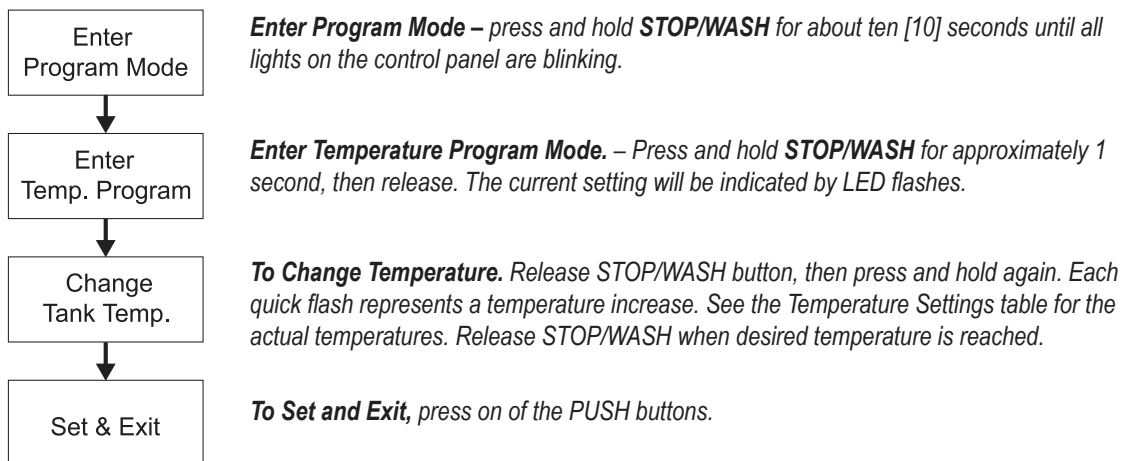 Enter
Program Mode
Enter Program Mode – press and hold STOP/WASH for about ten [10] seconds until all
lights on the control panel are blinking.
Enter
Temp. Program
Enter Temperature Program Mode. – Press and hold STOP/WASH for approximately 1
second, then release. The current setting will be indicated by LED flashes.
Change
Tank Temp.
To Change Temperature. Release STOP/WASH button, then press and hold again. Each
quick flash represents a temperature increase. See the Temperature Settings table for the
actual temperatures. Release STOP/WASH when desired temperature is reached.
Set & Exit
To Set and Exit, press on of the PUSH buttons.